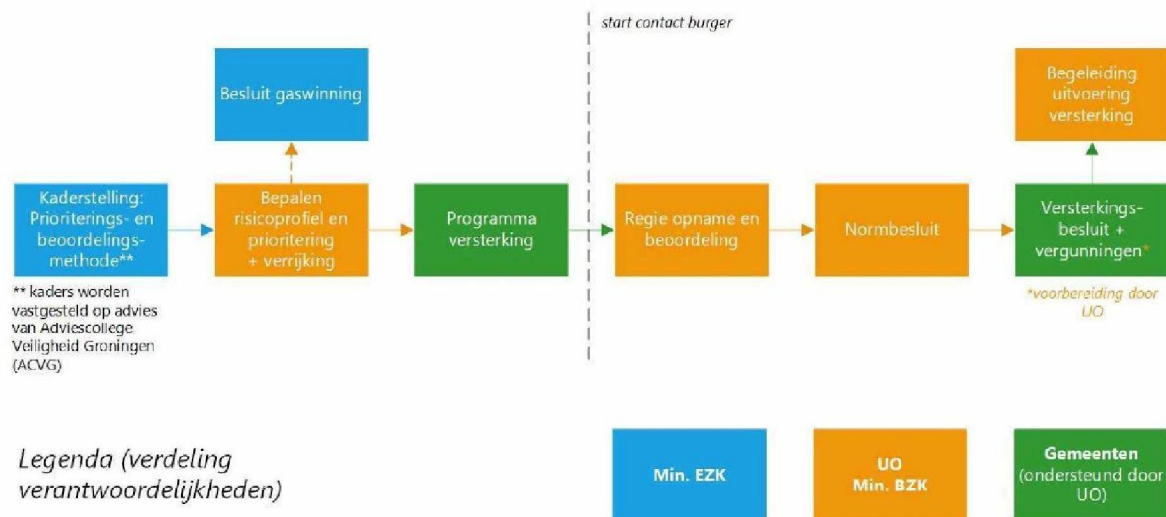 start contact burger
Besluit gaswinning
Begeleiding
uitvoering
versterking
Kaderstelling:
Prioriterings- en
beoordelings-
methode**
Bepalen
risicoprofiel en
prioritering
+ verrijking
Programma
versterking
Regie opname en
beoordeling
Normbesluit
Versterkings-
besluit +
vergunningen*
** kaders worden
vastgesteld op advies
van Adviescollege
Veiligheid Groningen
(ACVG)
*voorbereiding door
UO
Legenda (verdeling
verantwoordelijkheden)
Min. EZK
UO
Min. BZK
Gemeenten
(ondersteund door
UO)